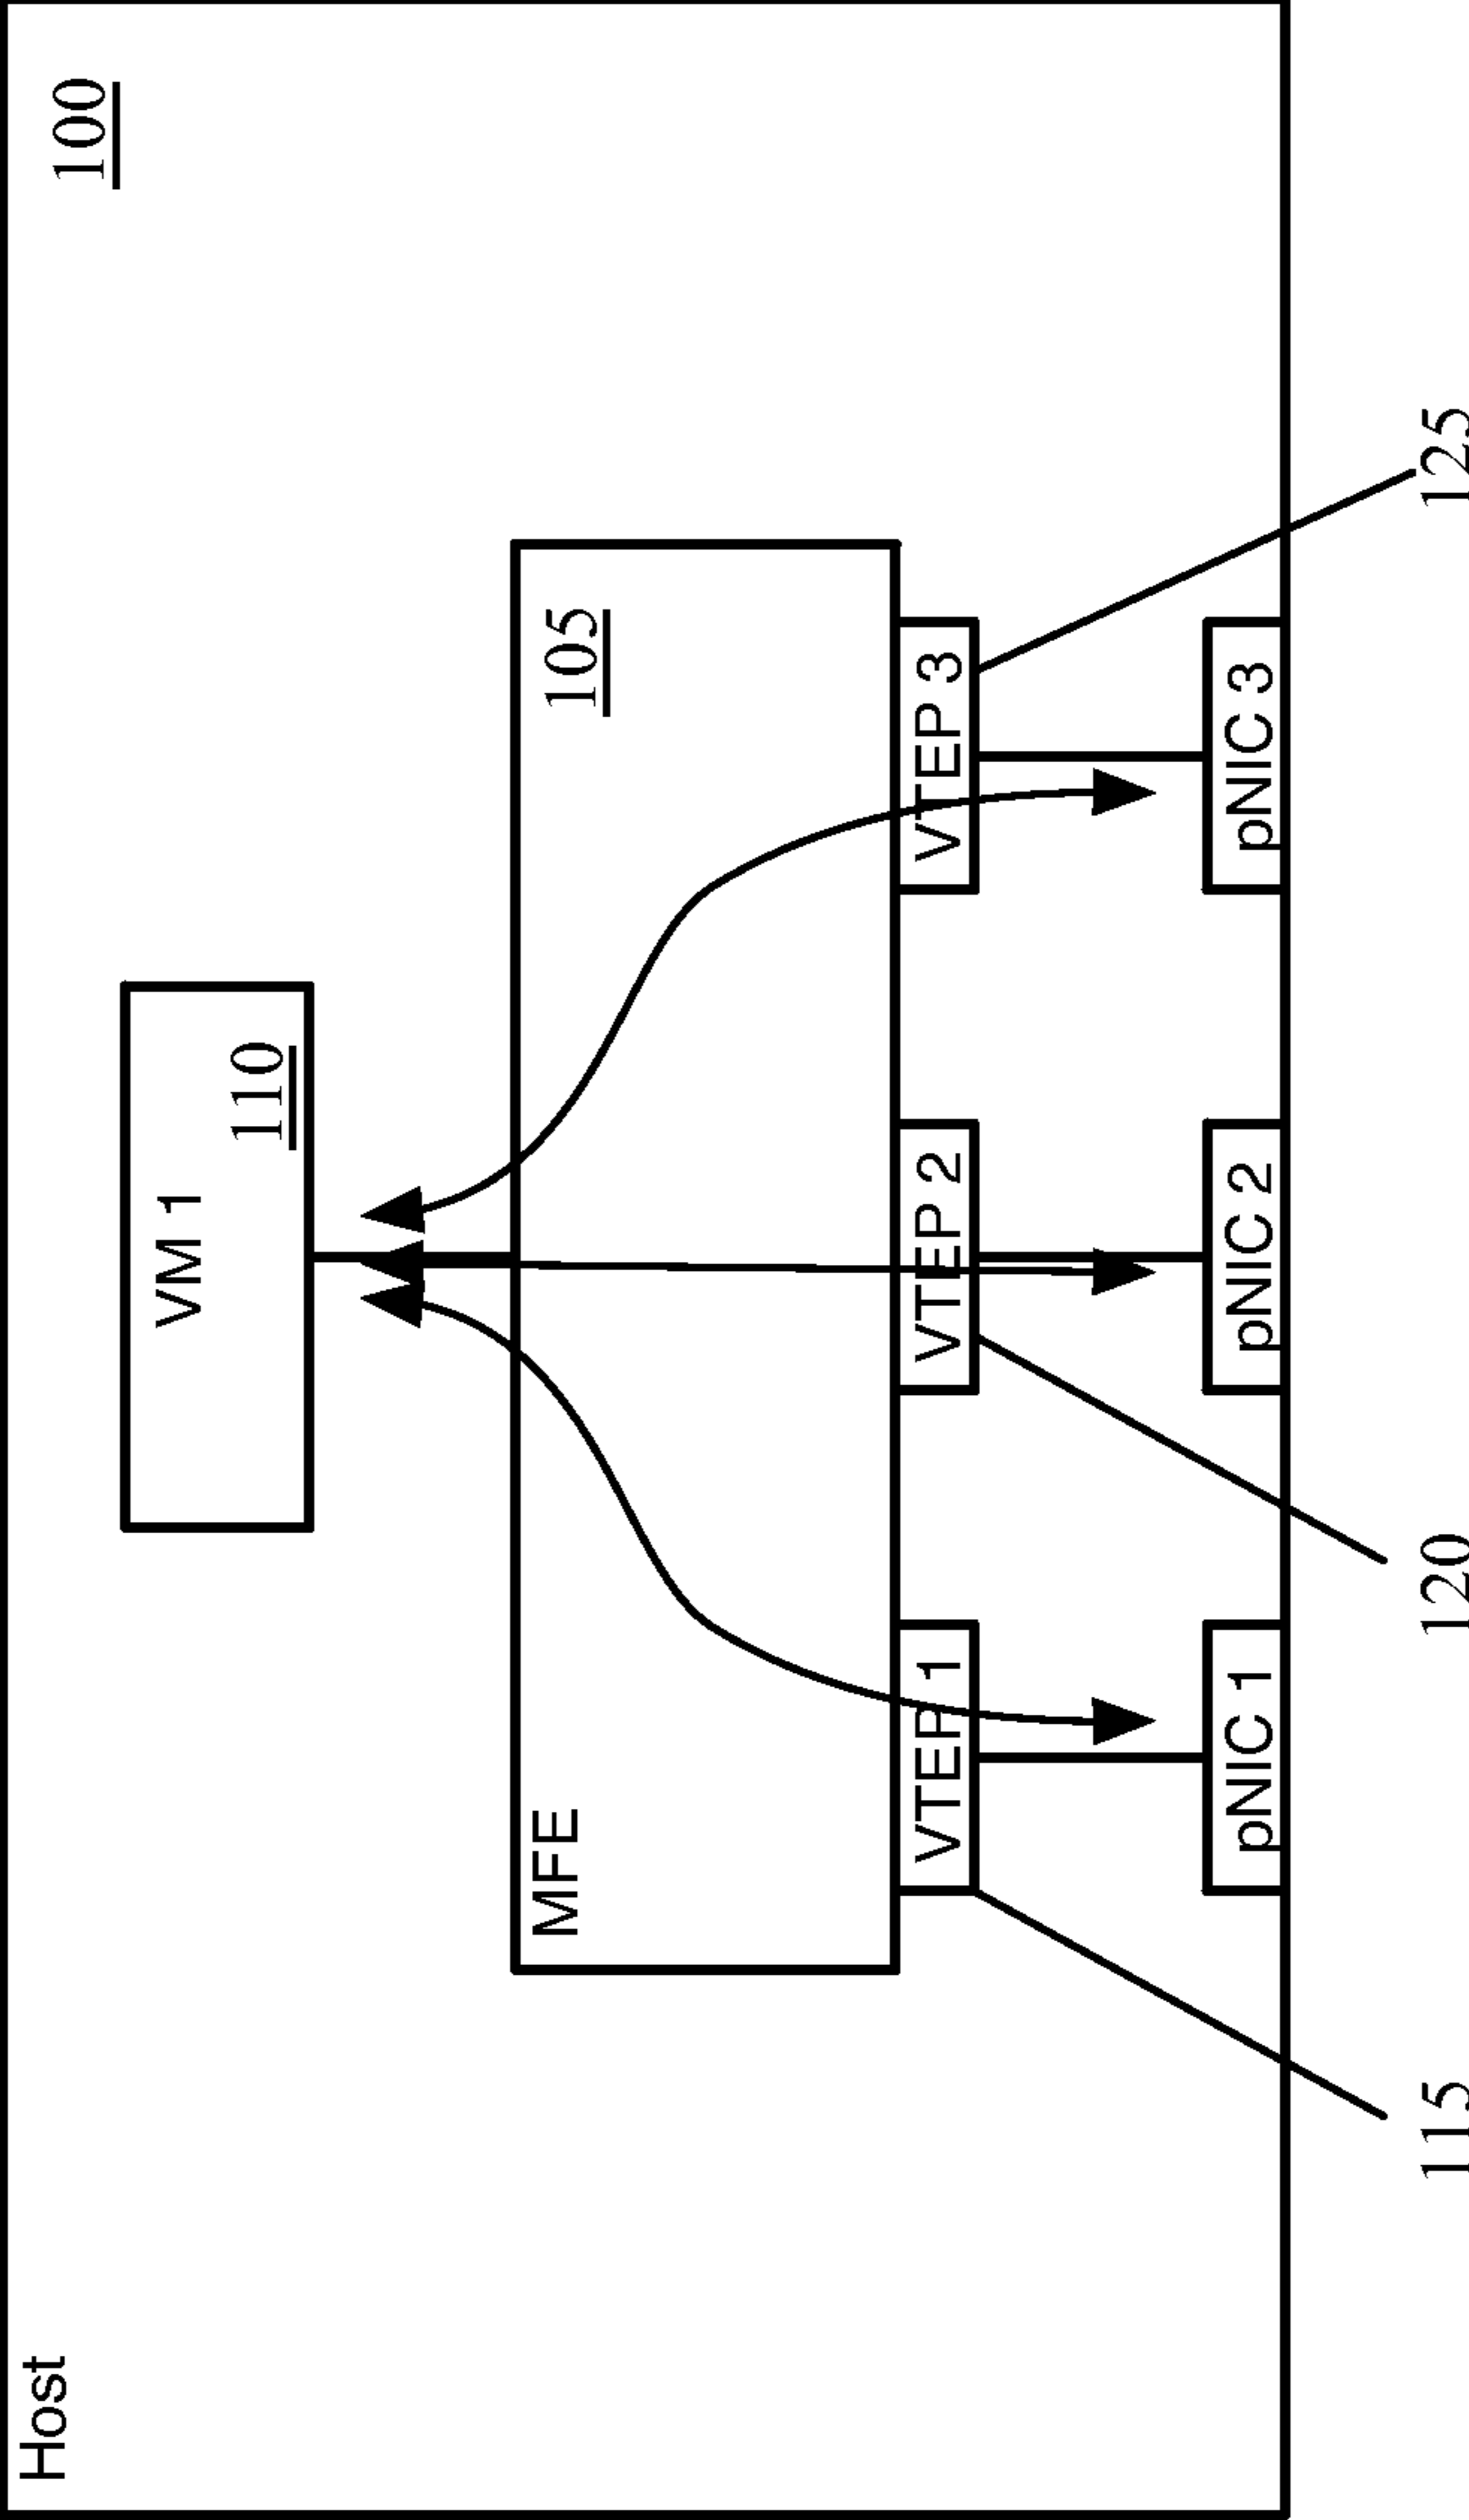 Host
100
VM 1
110
MFE
105
VTEP 1
VTEP 2
VTEP 3
pNIC 1
pNIC 2
pNIC 3
115
120
125